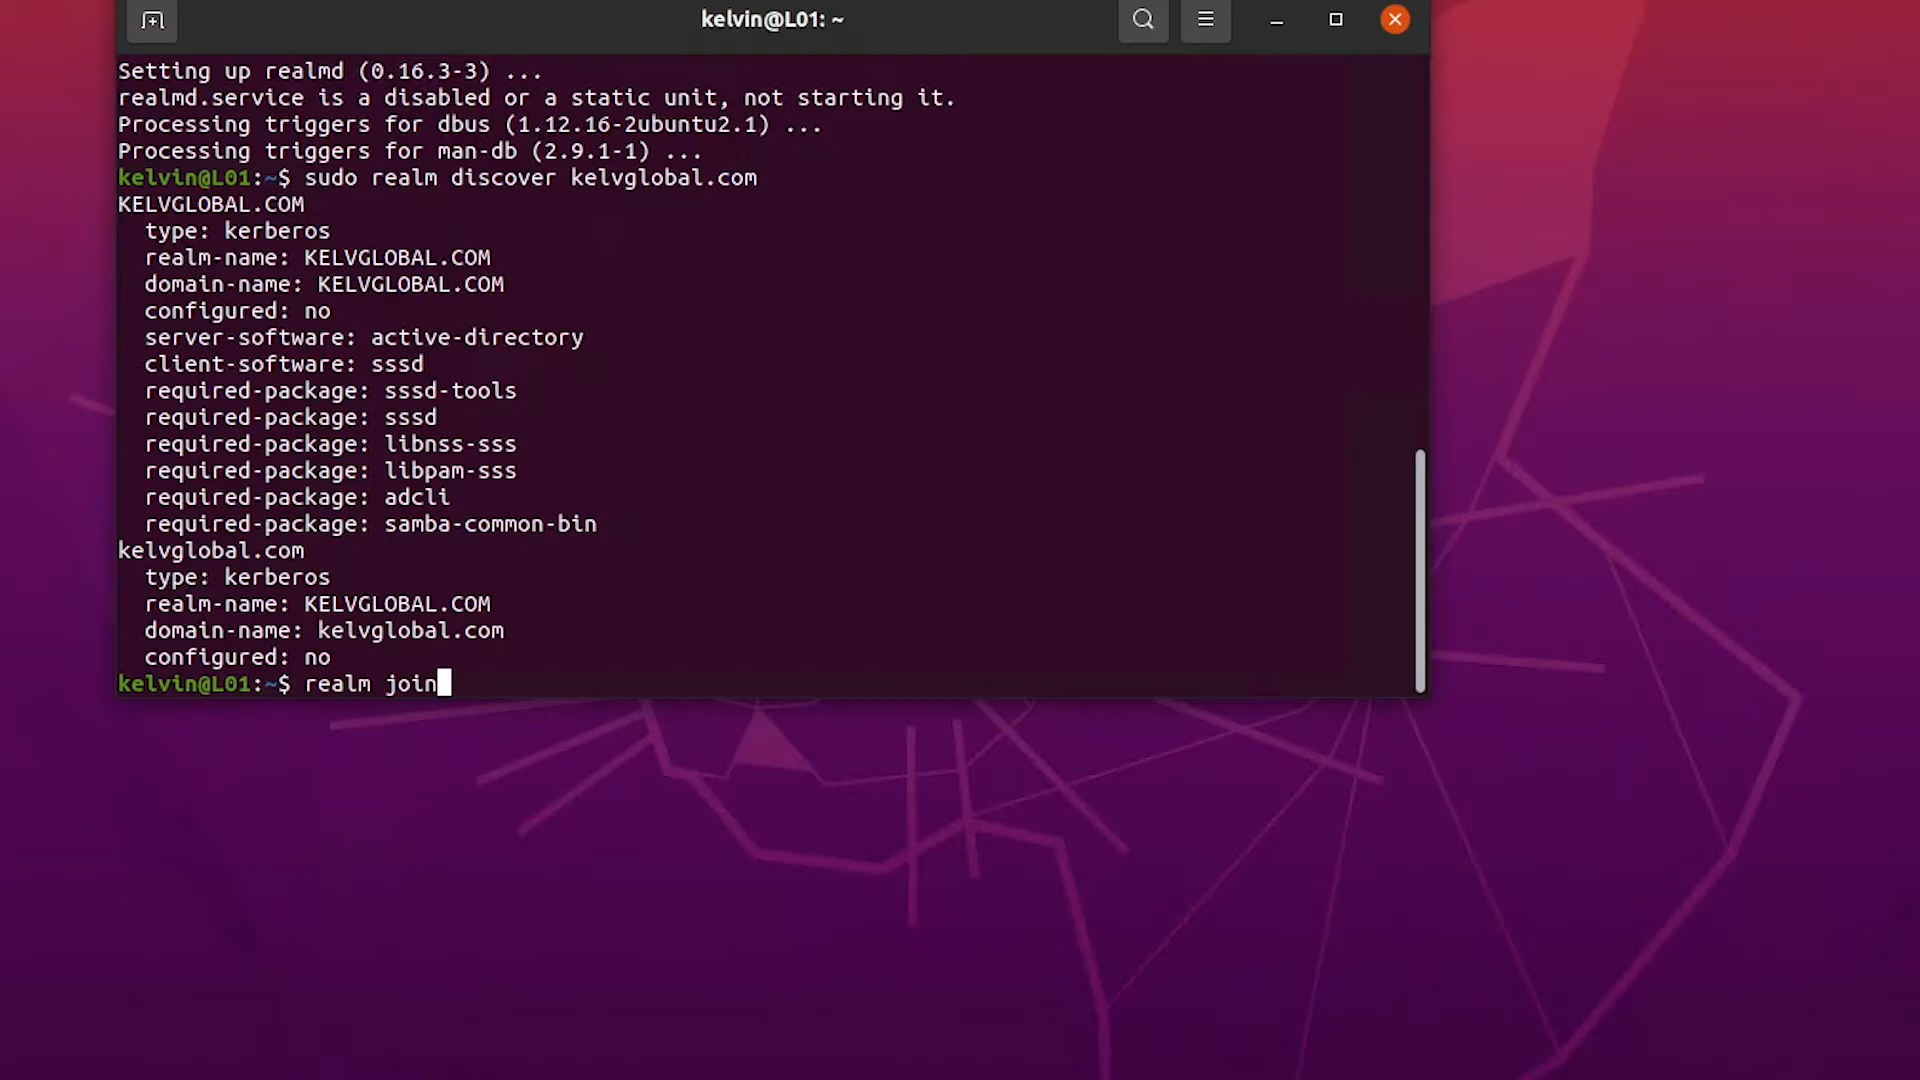 kelvin@L01: ~
Setting up realmd (0.16.3-3) ...
realmd.service is a disabled or a static unit, not starting it.
Processing triggers for dbus (1.12.16-2ubuntu2.1) ...
Processing triggers for man-db (2.9.1-1) ...
kelvin@L01:~$ sudo realm discover kelvglobal.com
KELVGLOBAL.COM
  type: kerberos
  realm-name: KELVGLOBAL.COM
  domain-name: KELVGLOBAL.COM
  configured: no
  server-software: active-directory
  client-software: sssd
  required-package: sssd-tools
  required-package: sssd
  required-package: libnss-sss
  required-package: libpam-sss
  required-package: adcli
  required-package: samba-common-bin
kelvglobal.com
  type: kerberos
  realm-name: KELVGLOBAL.COM
  domain-name: kelvglobal.com
  configured: no
kelvin@L01:~$ realm join